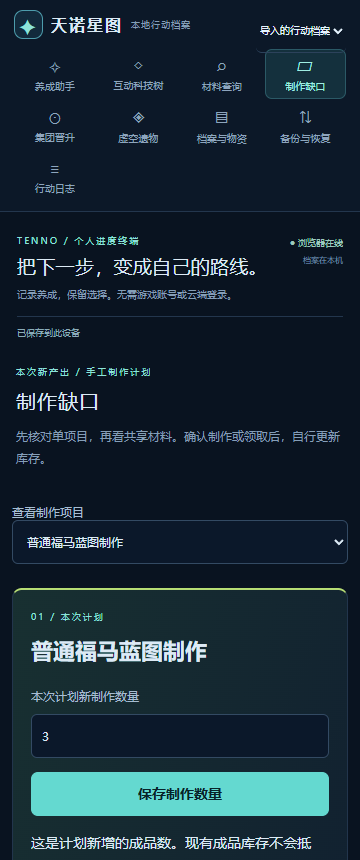 天诺星图 本地行动档案
导入的行动档案
养成助手 互动科技树 材料查询 制作缺口
集团晋升 虚空遗物 档案与物资 备份与恢复
行动日志
TENNO / 个人进度终端
浏览器在线
把下一步，变成自己的路线。
档案在本机
记录养成，保留选择。无需游戏账号或云端登录。
已保存到此设备
本次新产出 / 手工制作计划
制作缺口
先核对单项目，再看共享材料。确认制作或领取后，自行更新
库存。
查看制作项目
普通福马蓝图制作
01 / 本次计划
普通福马蓝图制作
本次计划新制作数量
3
保存制作数量
这是计划新增的成品数。现有成品库存不会抵